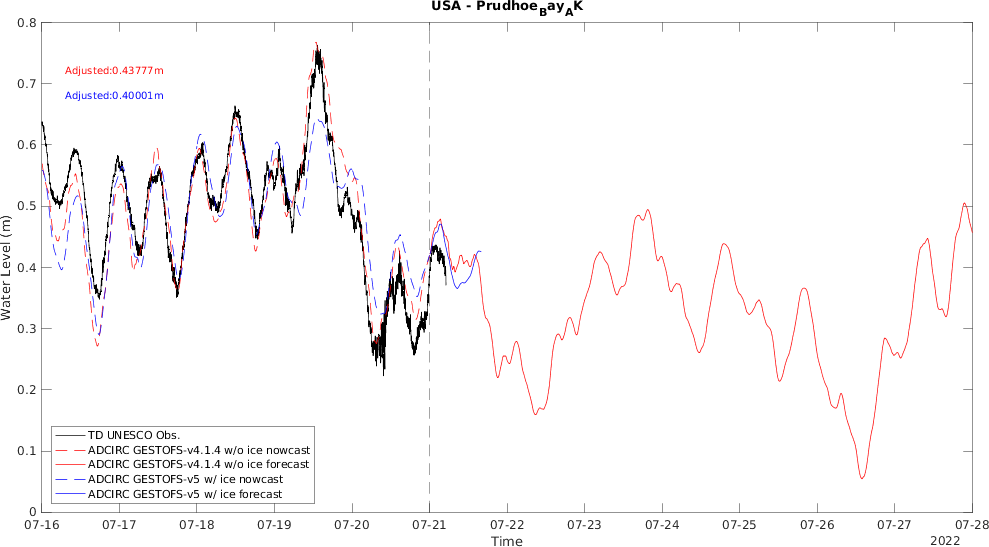 USA - Prudhoe_Bay_AK
Adjusted:0.43777m
Adjusted:0.40001m
Water Level (m)
0.8
0.7
0.6
0.5
0.4
0.3
0.2
0.1
0
TD UNESCO Obs.
ADCIRC GESTOFS-v4.1.4 w/o ice nowcast
ADCIRC GESTOFS-v4.1.4 w/o ice forecast
ADCIRC GESTOFS-v5 w/ ice nowcast
ADCIRC GESTOFS-v5 w/ ice forecast
07-16 07-17 07-18 07-19 07-20 07-21 07-22 07-23 07-24 07-25 07-26 07-27 07-28
Time
2022